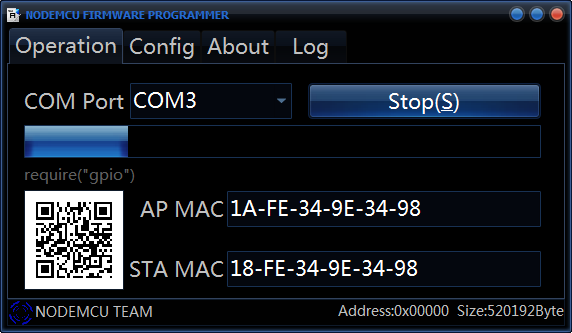 NODEMCU FIRMWARE PROGRAMMER
Operation Config About Log
COM Port COM3 Stop(S)
require("gpio")
AP MAC 1A-FE-34-9E-34-98
STA MAC 18-FE-34-9E-34-98
NODEMCU TEAM Address:0x00000 Size:520192Byte